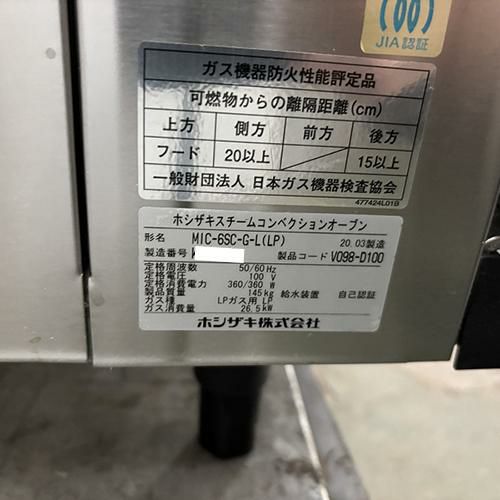 JIA認証
ガス機器防火性能評定品
可燃物からの離隔距離(cm)
上方 側方 前方 後方
フード 20以上 15以上
一般財団法人 日本ガス機器検査協会
477424L01B
ホシザキスチームコンベクションオーブン
形名 MIC-6SC-G-L(LP) 20.03製造
製造番号 製品コード V098-D100
定格周波数 50/60Hz
定格電圧 100 V
定格消費電力 360/360 W
製品質量 145kg 給水装置 自己認証
ガス種 LPガス用 LP
ガス消費量 26.5kW
ホシザキ株式会社